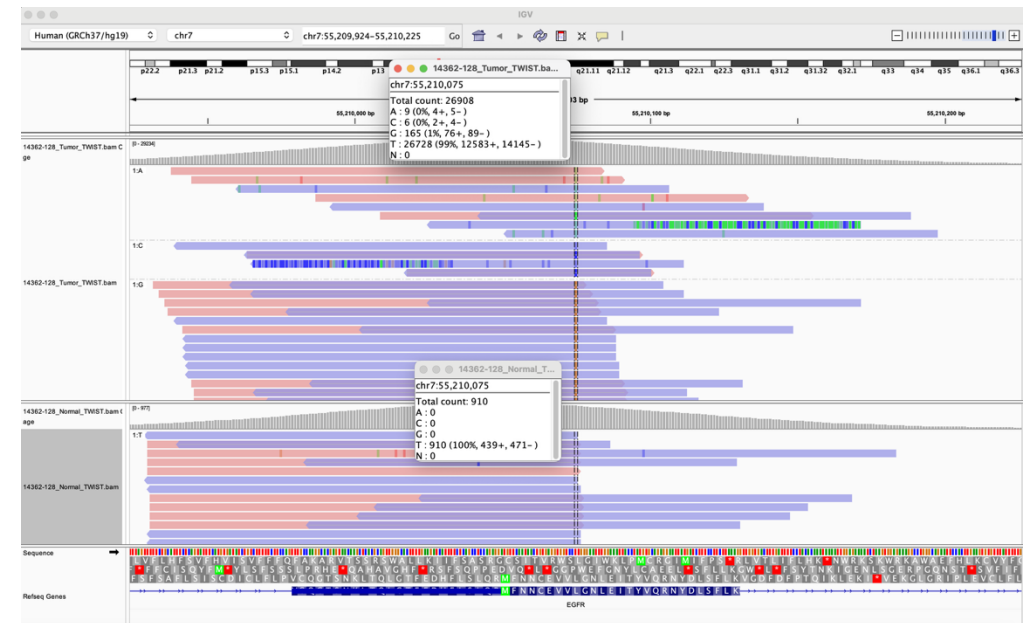 IGV
Human (GRCh37/hg19) chr7 chr7:55,209,924-55,210,225 Go
p22.2 p21.3 p21.2 p15.3 p15.1 p14.2 p13 q21.11 q21.12 q21.3 q22.1 q22.3 q31.1 q31.2 q31.32 q32.1 q33 q34 q35 q36.1 q36.3
14362-128_Tumor_TWIST.ba...
chr7:55,210,075
Total count: 26908
A : 9 (0%, 4+, 5- )
C : 6 (0%, 2+, 4- )
G : 165 (1%, 76+, 89- )
T : 26728 (99%, 12583+, 14145- )
N : 0
03 bp
55,210,000 bp 55,210,100 bp 55,210,200 bp
14362-128_Tumor_TWIST.bam C
ge
[0 - 29234]
1:A
1:C
14362-128_Tumor_TWIST.bam
1:G
14362-128_Normal_T...
chr7:55,210,075
Total count: 910
A : 0
C : 0
G : 0
T : 910 (100%, 439+, 471- )
N : 0
14362-128_Normal_TWIST.bam (
age
[0 - 977]
1:T
14362-128_Normal_TWIST.bam
Sequence
Refseq Genes
M F N N C E V V L G N L E I T Y V Q R N Y D L S F L K
EGFR